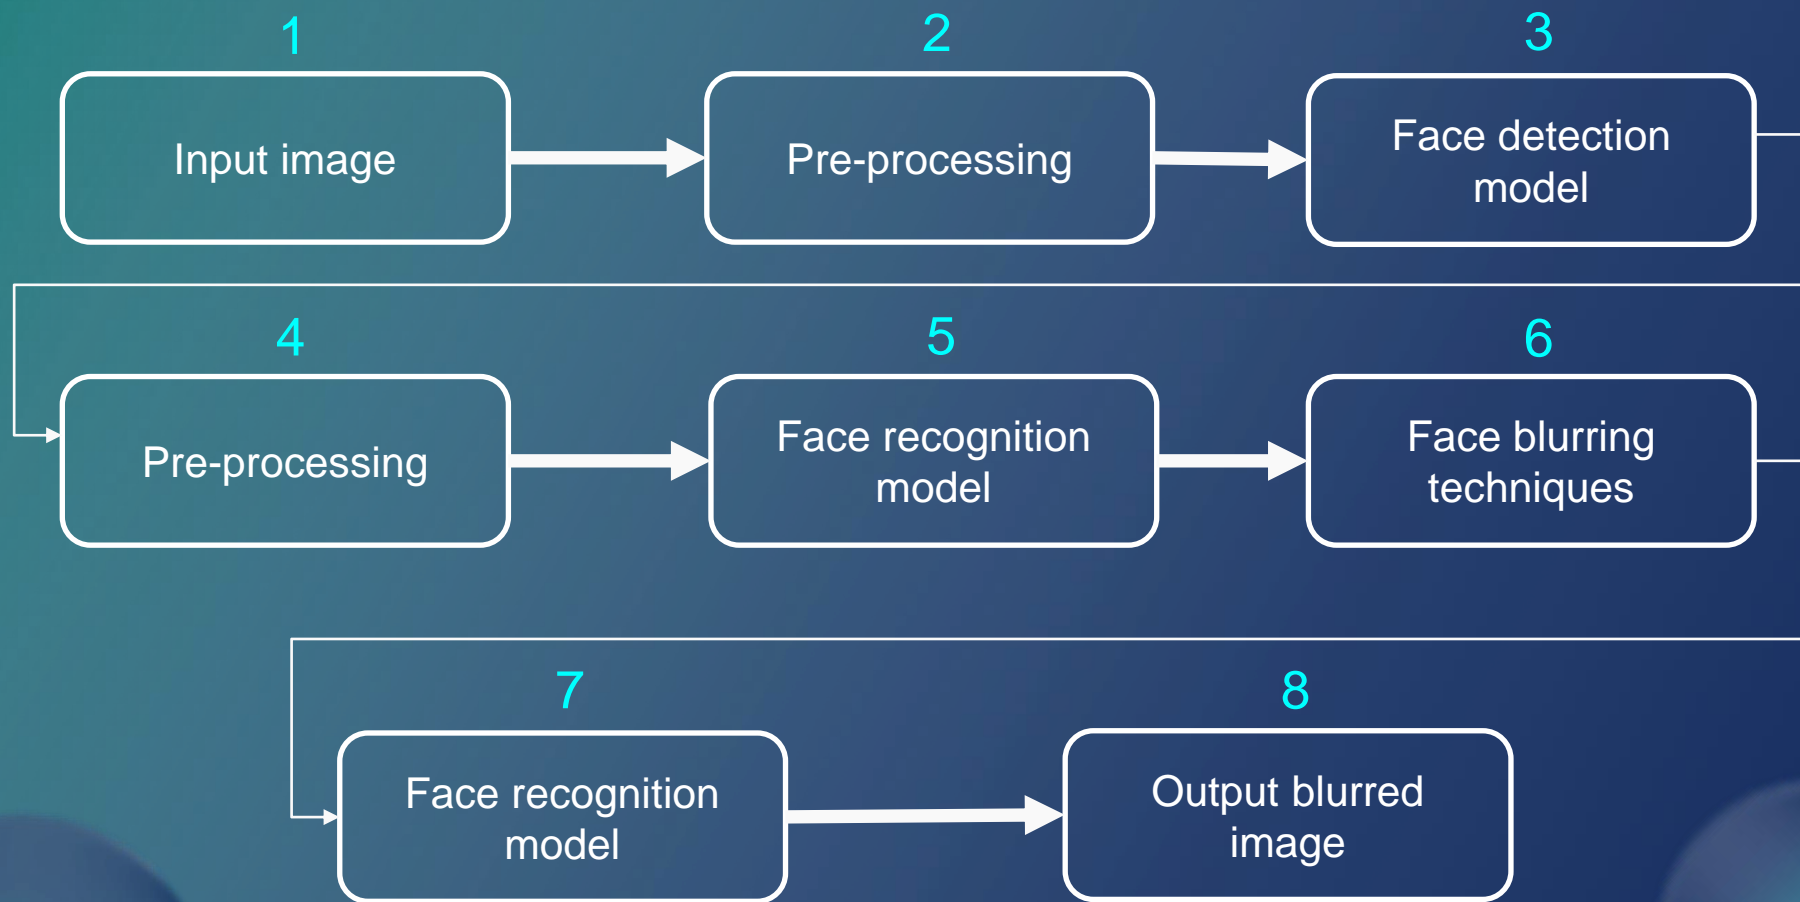 1
2
3
Input image
Pre-processing
Face detection
model
4
5
6
Pre-processing
Face recognition
model
Face blurring
techniques
7
8
Face recognition
model
Output blurred
image